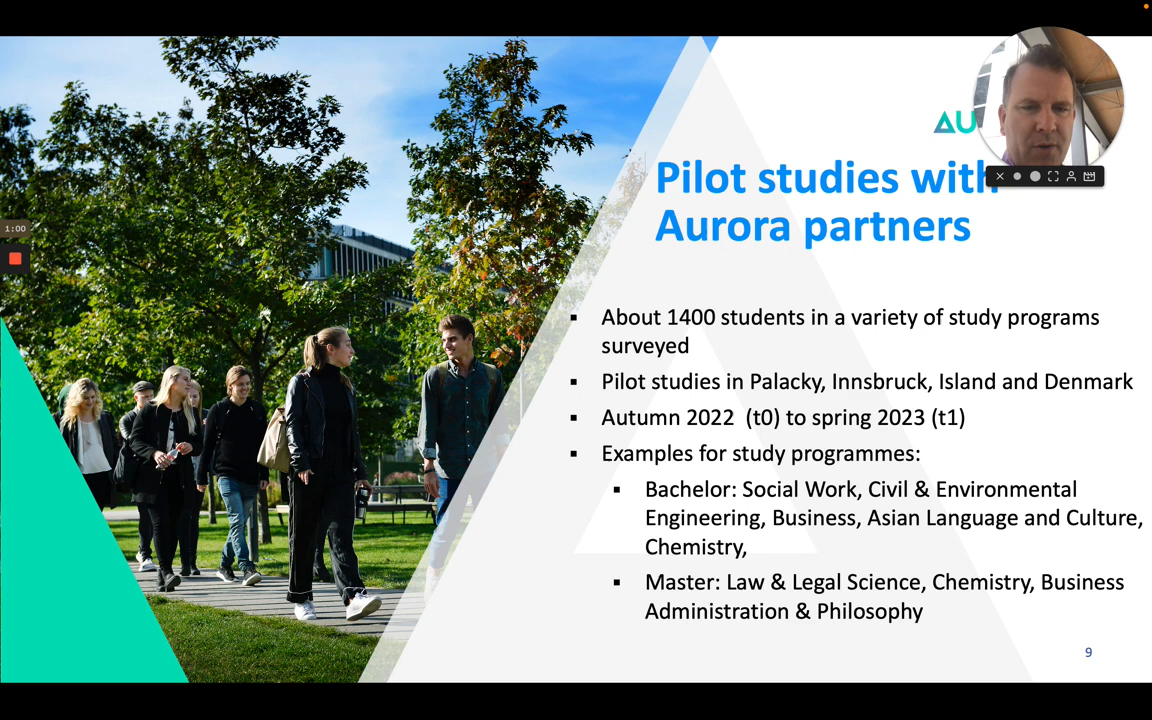 AU
Pilot studies with
Aurora partners
1:00
▪ About 1400 students in a variety of study programs
surveyed
▪ Pilot studies in Palacky, Innsbruck, Island and Denmark
▪ Autumn 2022 (t0) to spring 2023 (t1)
▪ Examples for study programmes:
▪ Bachelor: Social Work, Civil & Environmental
Engineering, Business, Asian Language and Culture,
Chemistry,
▪ Master: Law & Legal Science, Chemistry, Business
Administration & Philosophy
9